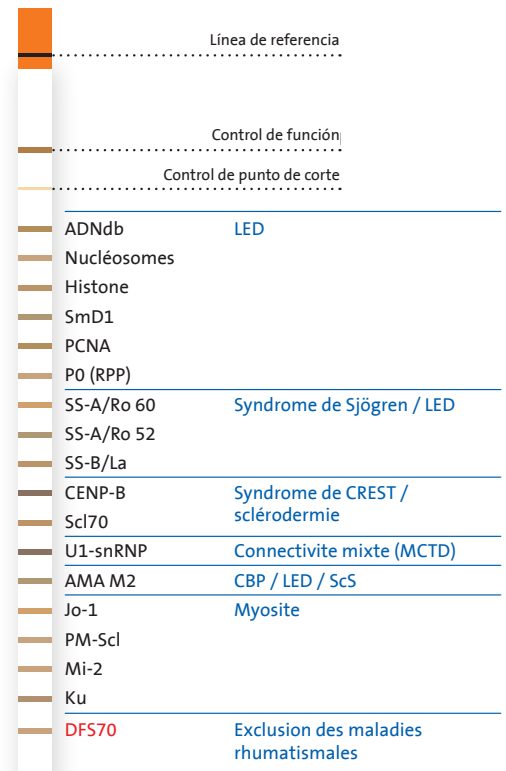 Línea de referencia
Control de función
Control de punto de corte
ADNdb LED
Nucléosomes
Histone
SmD1
PCNA
P0 (RPP)
SS-A/Ro 60 Syndrome de Sjögren / LED
SS-A/Ro 52
SS-B/La
CENP-B Syndrome de CREST /
Scl70 sclérodermie
U1-snRNP Connectivite mixte (MCTD)
AMA M2 CBP / LED / ScS
Jo-1 Myosite
PM-Scl
Mi-2
Ku
DFS70 Exclusion des maladies
rhumatismales